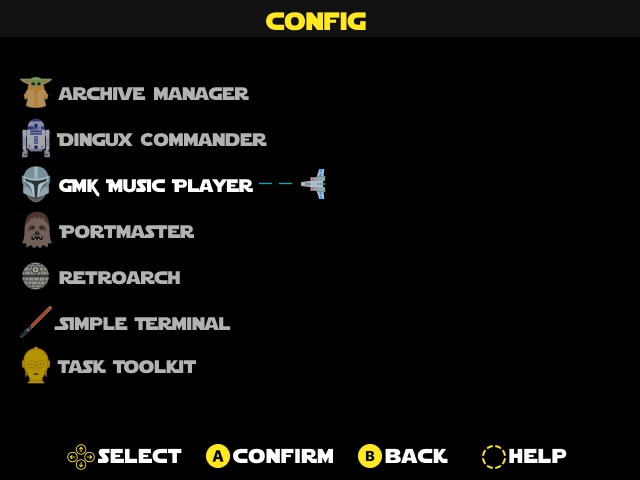 CONFIG
ARCHIVE MANAGER
DINGUX COMMANDER
GMK MUSIC PLAYER
PORTMASTER
RETROARCH
SIMPLE TERMINAL
TASK TOOLKIT
SELECT A CONFIRM B BACK HELP